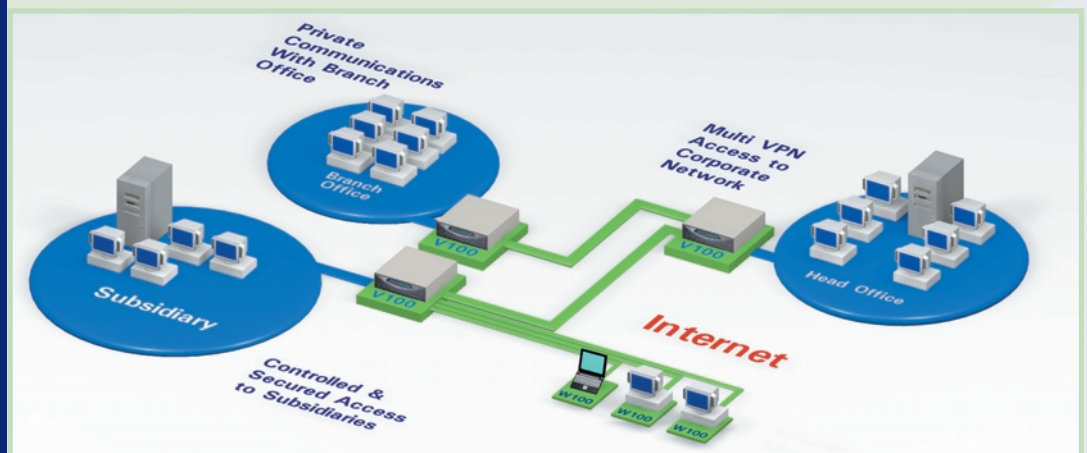 Private
Communications
With Branch
Office
Branch
Office
Multi VPN
Access to
Corporate
Network
V100
V100
V100
Head Office
Subsidiary
Internet
Controlled &
Secured Access
to Subsidiaries
W100
W100
W100